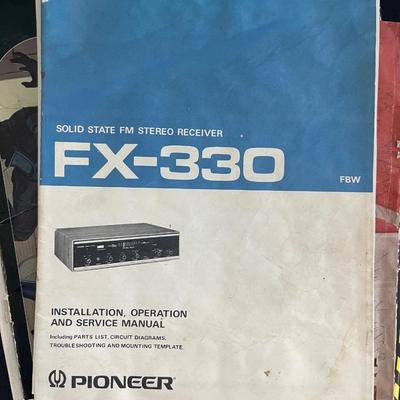 SOLID STATE FM STEREO RECEIVER
FX-330
FBW
INSTALLATION, OPERATION
AND SERVICE MANUAL
Including PARTS LIST, CIRCUIT DIAGRAMS,
TROUBLESHOOTING AND MOUNTING TEMPLATE.
PIONEER